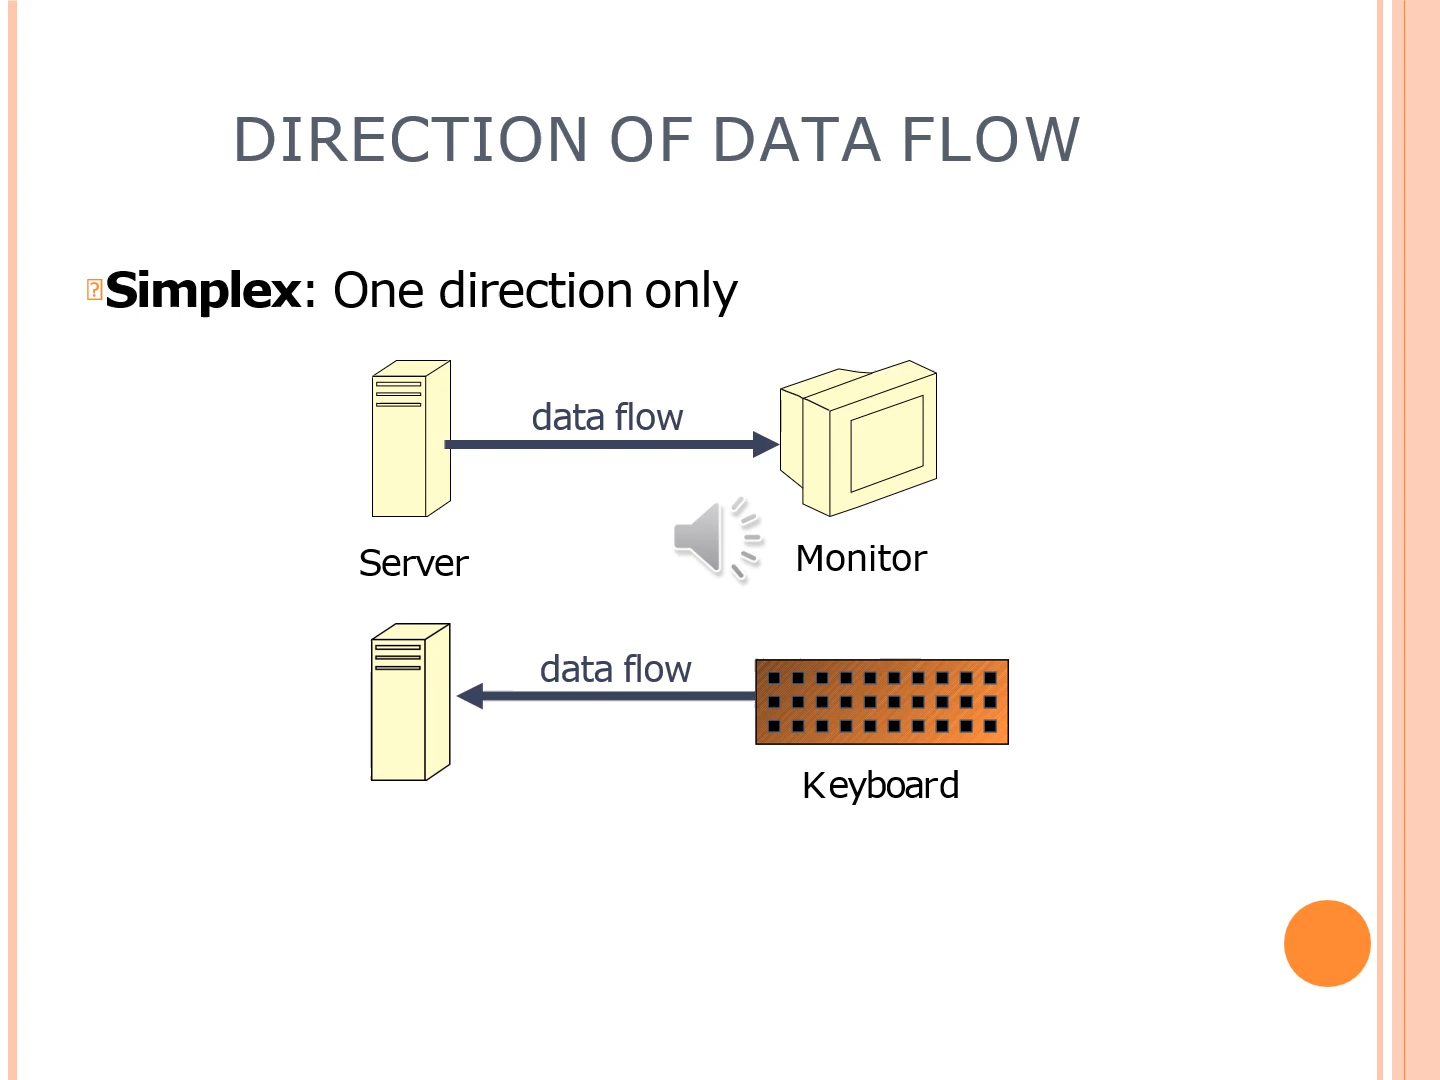 DIRECTION OF DATA FLOW
Simplex: One direction only
data flow
Server
Monitor
data flow
Keyboard